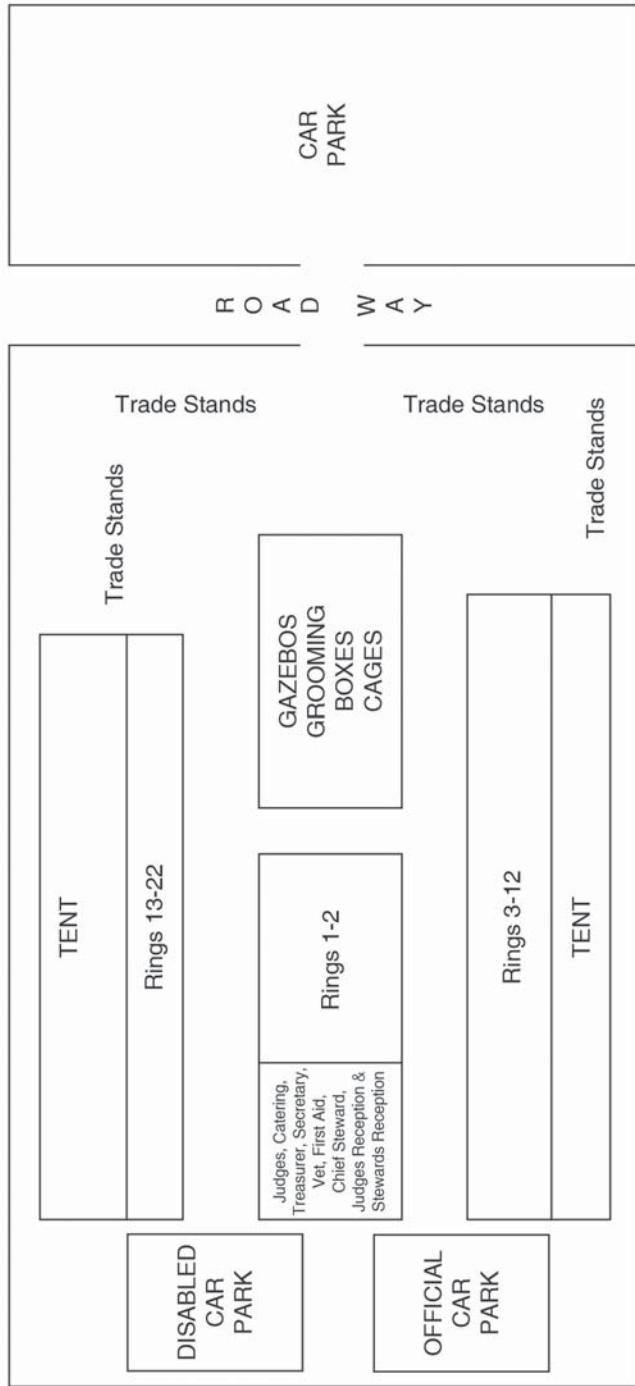 CAR
PARK
ROAD WAY
Trade Stands
Trade Stands
Trade Stands
Trade Stands
TENT
Rings 13-22
GAZEBOS
GROOMING
BOXES
CAGES
Rings 1-2
Judges, Catering,
Treasurer, Secretary,
Vet, First Aid,
Chief Steward,
Judges Reception &
Stewards Reception
Rings 3-12
TENT
DISABLED
CAR
PARK
OFFICIAL
CAR
PARK